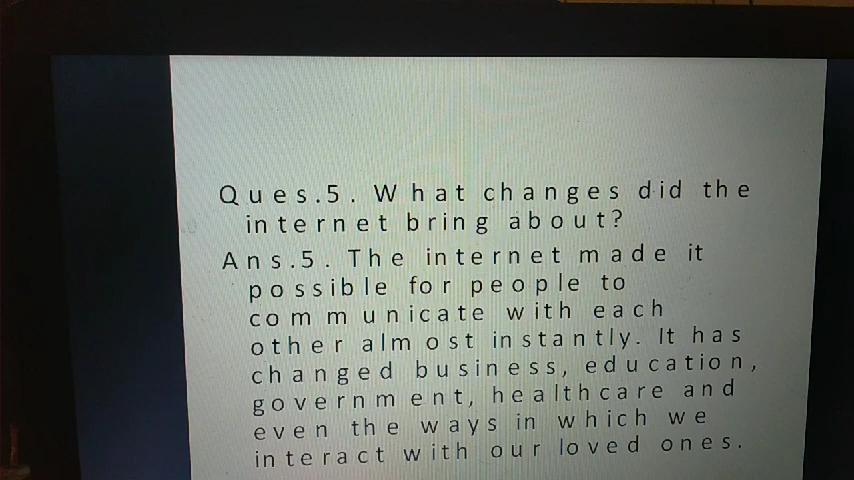 Ques.5. What changes did the
internet bring about?
Ans.5. The internet made it
possible for people to
communicate with each
other almost instantly. It has
changed business, education,
government, healthcare and
even the ways in which we
interact with our loved ones.